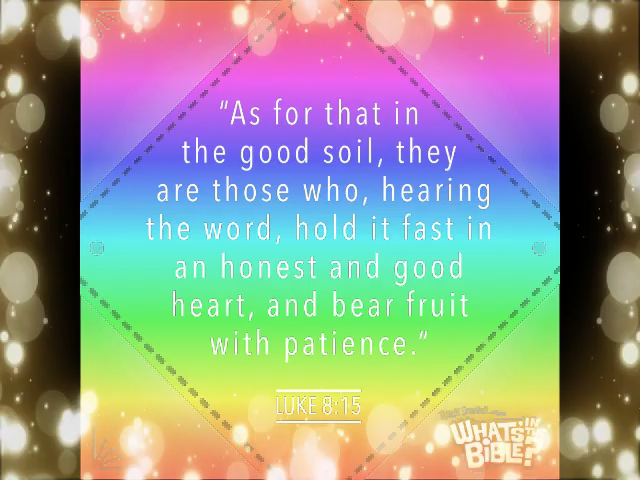 “As for that in
the good soil, they
are those who, hearing
the word, hold it fast in
an honest and good
heart, and bear fruit
with patience.”
LUKE 8:15
WHAT'S IN
THE
BIBLE?